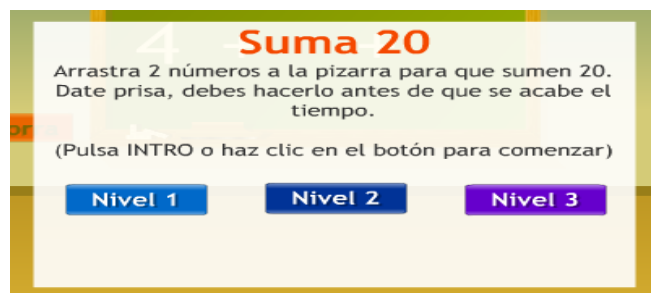 Suma 20
Arrastra 2 números a la pizarra para que sumen 20.
Date prisa, debes hacerlo antes de que se acabe el
tiempo.
(Pulsa INTRO o haz clic en el botón para comenzar)
Nivel 1 Nivel 2 Nivel 3